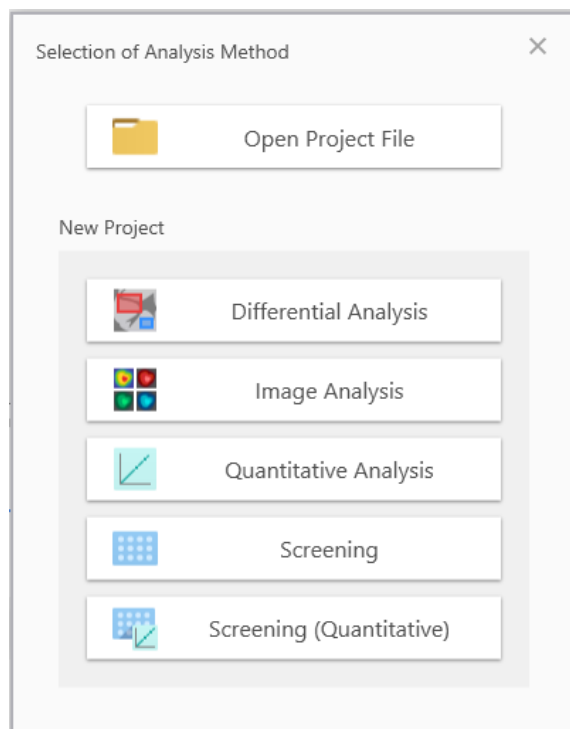 Selection of Analysis Method
Open Project File
New Project
Differential Analysis
Image Analysis
Quantitative Analysis
Screening
Screening (Quantitative)